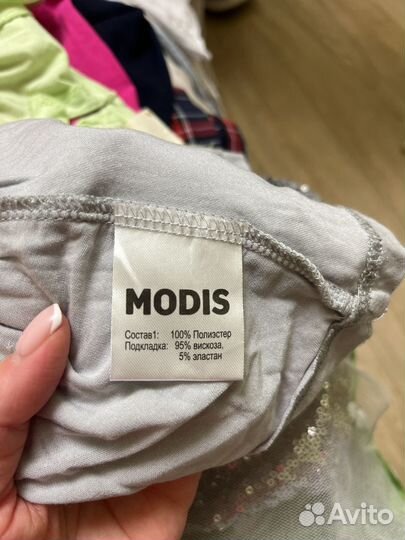 MODIS
Состав1: 100% Полиэстер
Подкладка: 95% вискоза,
5% эластан
Avito